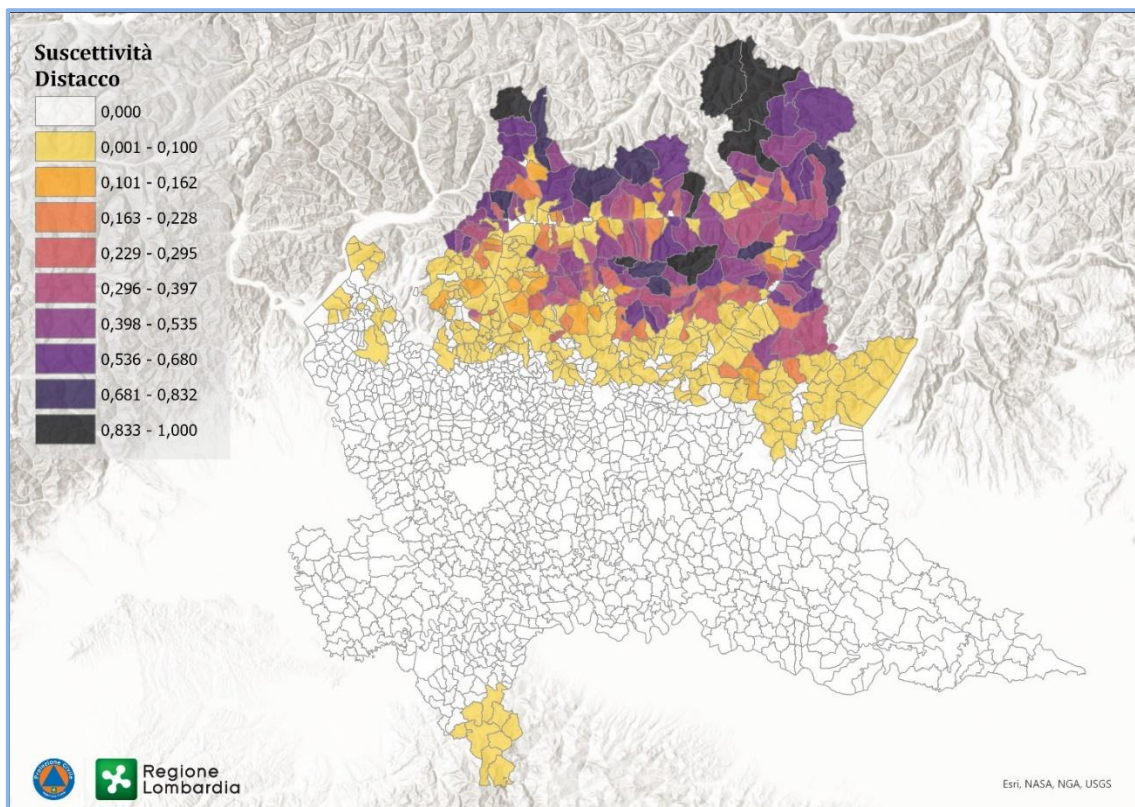 Suscettività
Distacco
0,000
0,001 - 0,100
0,101 - 0,162
0,163 - 0,228
0,229 - 0,295
0,296 - 0,397
0,398 - 0,535
0,536 - 0,680
0,681 - 0,832
0,833 - 1,000
Protezione Civile
Regione
Lombardia
Esri, NASA, NGA, USGS